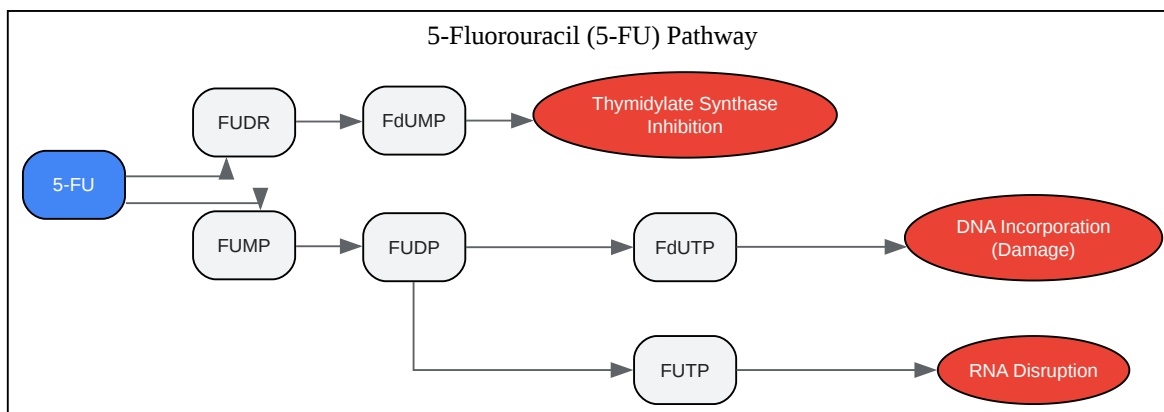 5-Fluorouracil (5-FU) Pathway
Thymidylate Synthase
Inhibition
FUDR
FdUMP
5-FU
FUMP
FUDP
FdUTP
DNA Incorporation
(Damage)
FUTP
RNA Disruption